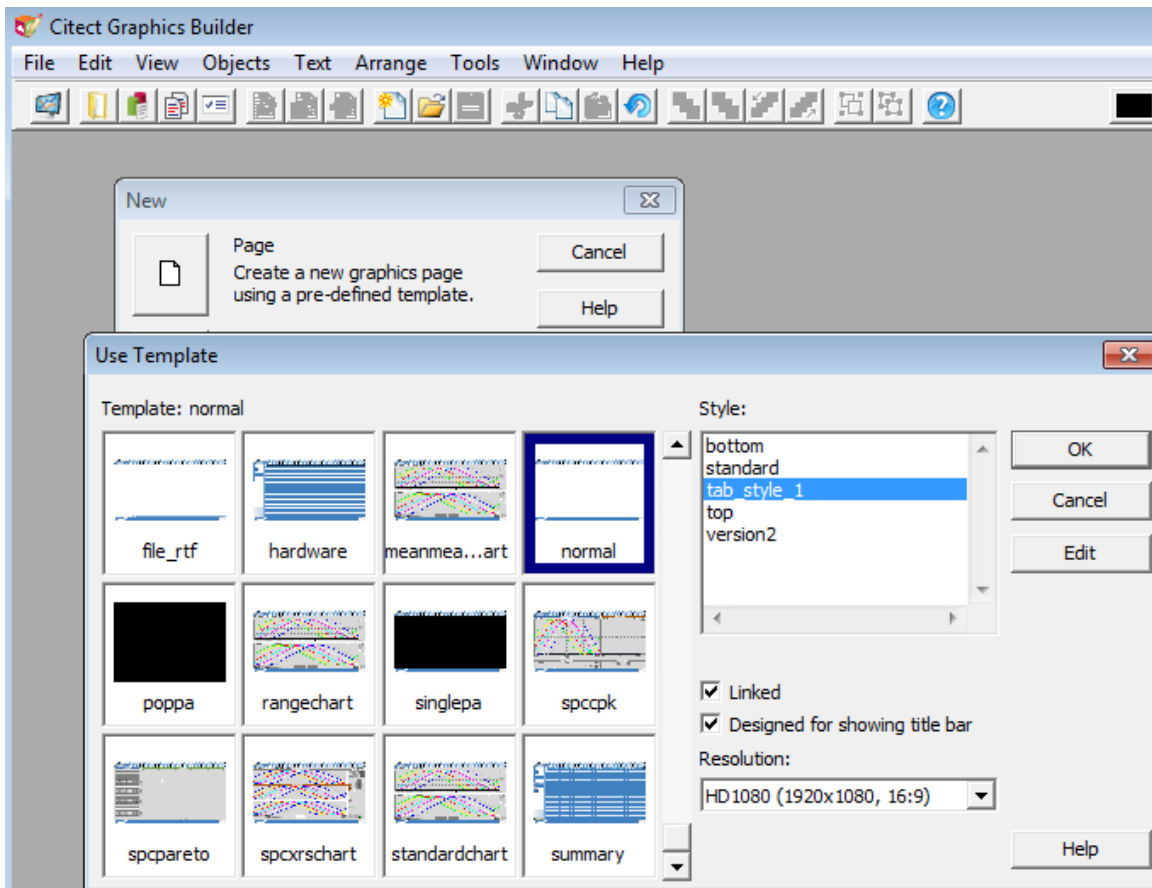 Citect Graphics Builder
File Edit View Objects Text Arrange Tools Window Help
New
Page
Create a new graphics page
using a pre-defined template.
Cancel
Help
Use Template
Template: normal
file_rtf hardware meanmea...art normal
poppa rangechart singlepa spccpk
spcpareto spcxrschart standardchart summary
Style:
bottom
standard
tab_style_1
top
version2
Linked
Designed for showing title bar
Resolution:
HD1080 (1920x1080, 16:9)
OK
Cancel
Edit
Help